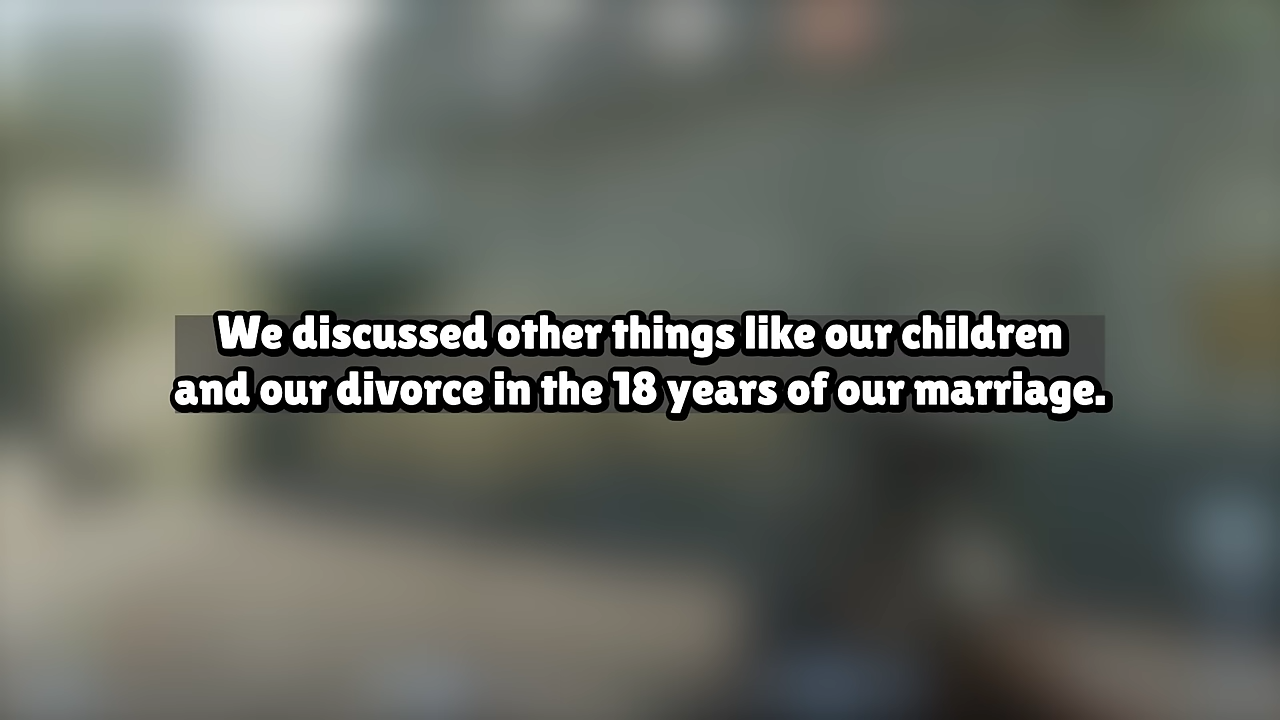 We discussed other things like our children
and our divorce in the 18 years of our marriage.